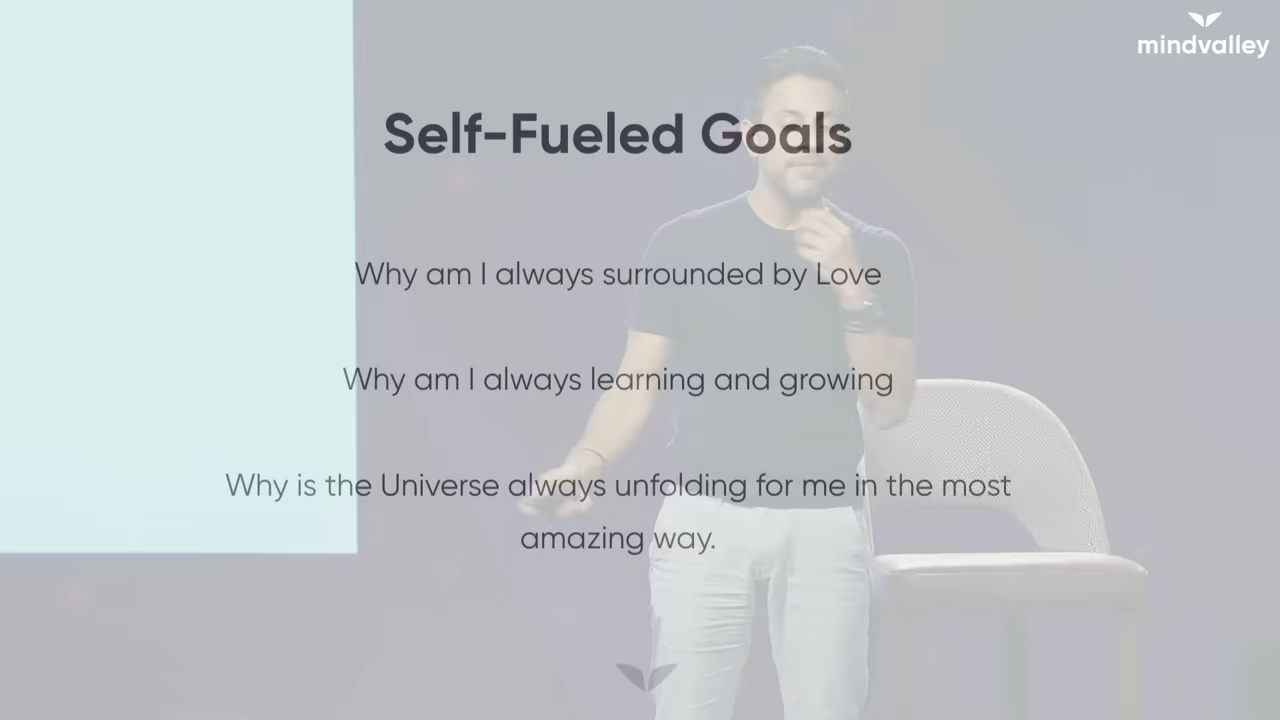 mindvalley
Self-Fueled Goals
Why am I always surrounded by Love
Why am I always learning and growing
Why is the Universe always unfolding for me in the most
amazing way.